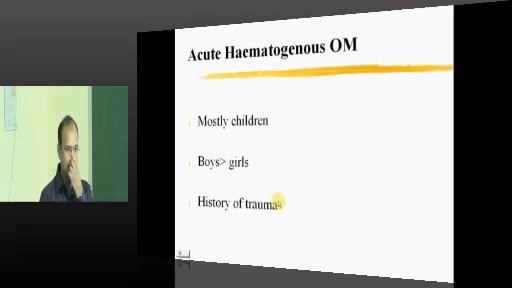 Acute Haematogenous OM
Mostly children
Boys> girls
History of trauma